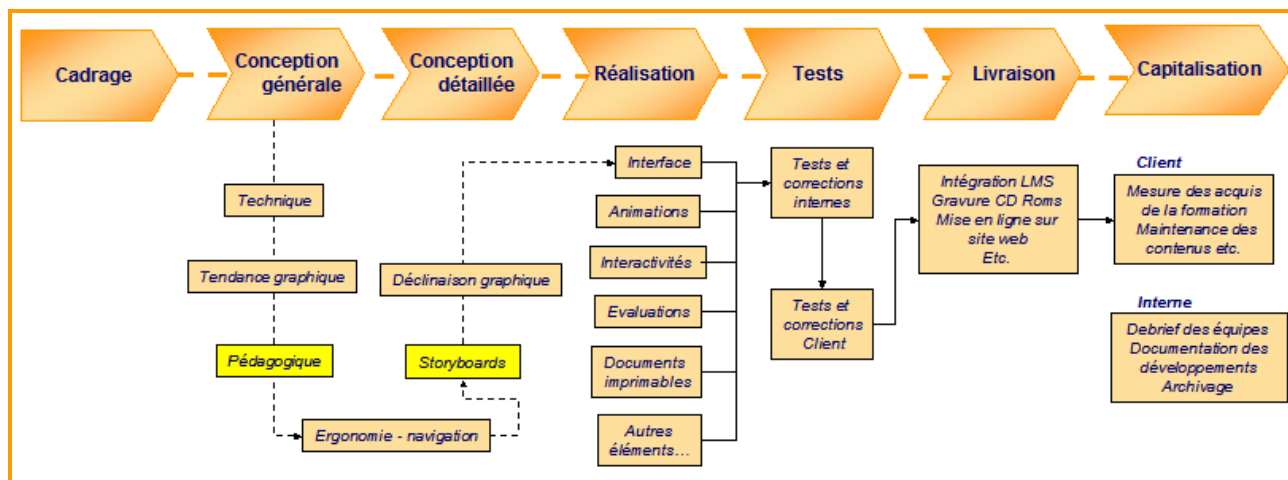 Cadrage
Conception
générale
Conception
détaillée
Réalisation
Tests
Livraison
Capitalisation
Technique
Tendance graphique
Pédagogique
Ergonomie - navigation
Déclinaison graphique
Storyboards
Interface
Animations
Interactivités
Evaluations
Documents
imprimables
Autres
éléments...
Tests et
corrections
internes
Tests et
corrections
Client
Intégration LMS
Gravure CD Roms
Mise en ligne sur
site web
Etc.
Client
Mesure des acquis
de la formation
Maintenance des
contenus etc.
Interne
Debrief des équipes
Documentation des
développements
Archivage